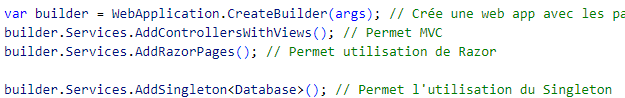 var builder = WebApplication.CreateBuilder(args); // Crée une web app avec les
builder.Services.AddControllersWithViews(); // Permet MVC
builder.Services.AddRazorPages(); // Permet utilisation de Razor
builder.Services.AddSingleton<Database>(); // Permet l'utilisation du Singleton